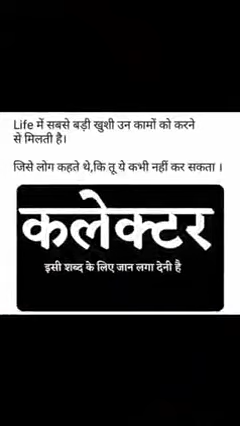 Life में सबसे बड़ी खुशी उन कामों को करने
से मिलती है।
जिसे लोग कहते थे,कि तू ये कभी नहीं कर सकता ।
कलेक्टर
इसी शब्द के लिए जान लगा देनी है